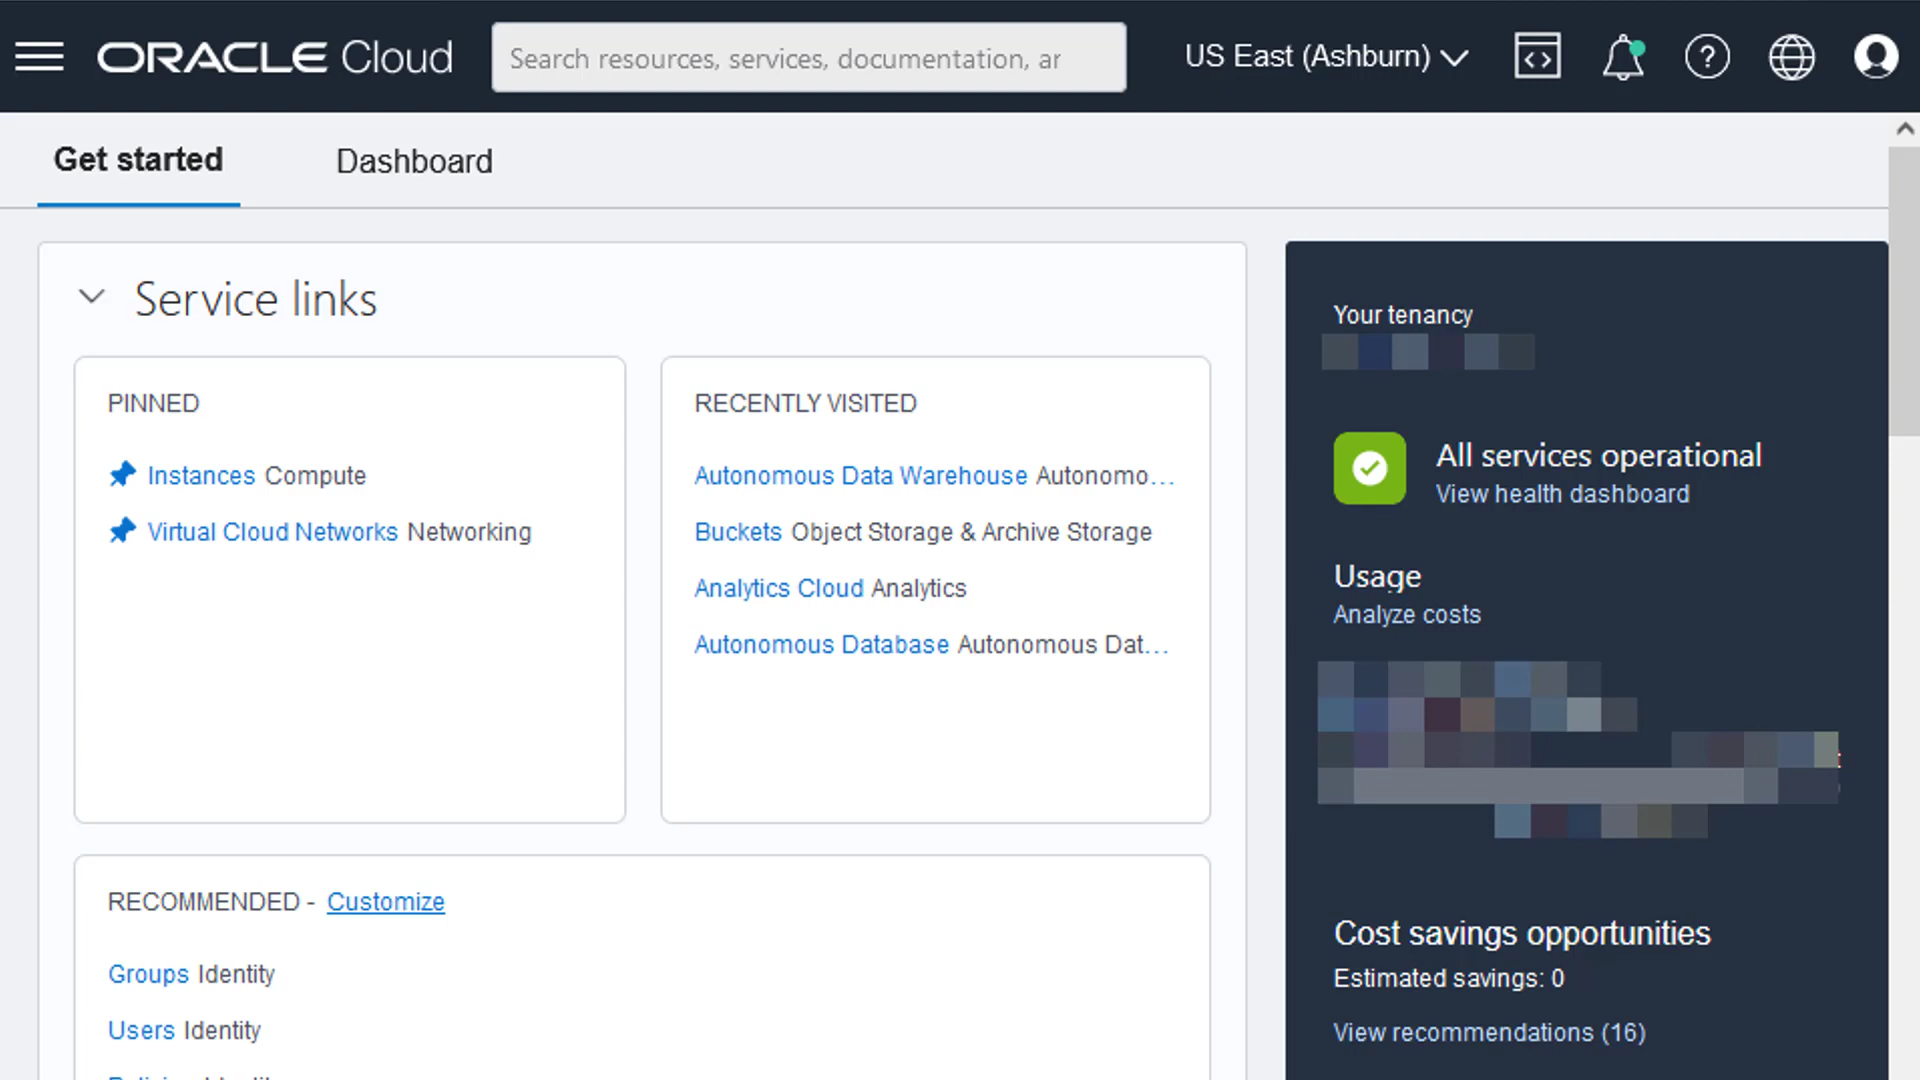 ORACLE Cloud
Search resources, services, documentation, ar
US East (Ashburn)
Get started
Dashboard
Service links
PINNED
Instances Compute
Virtual Cloud Networks Networking
RECENTLY VISITED
Autonomous Data Warehouse Autonomo...
Buckets Object Storage & Archive Storage
Analytics Cloud Analytics
Autonomous Database Autonomous Dat...
RECOMMENDED - Customize
Groups Identity
Users Identity
Your tenancy
All services operational
View health dashboard
Usage
Analyze costs
Cost savings opportunities
Estimated savings: 0
View recommendations (16)